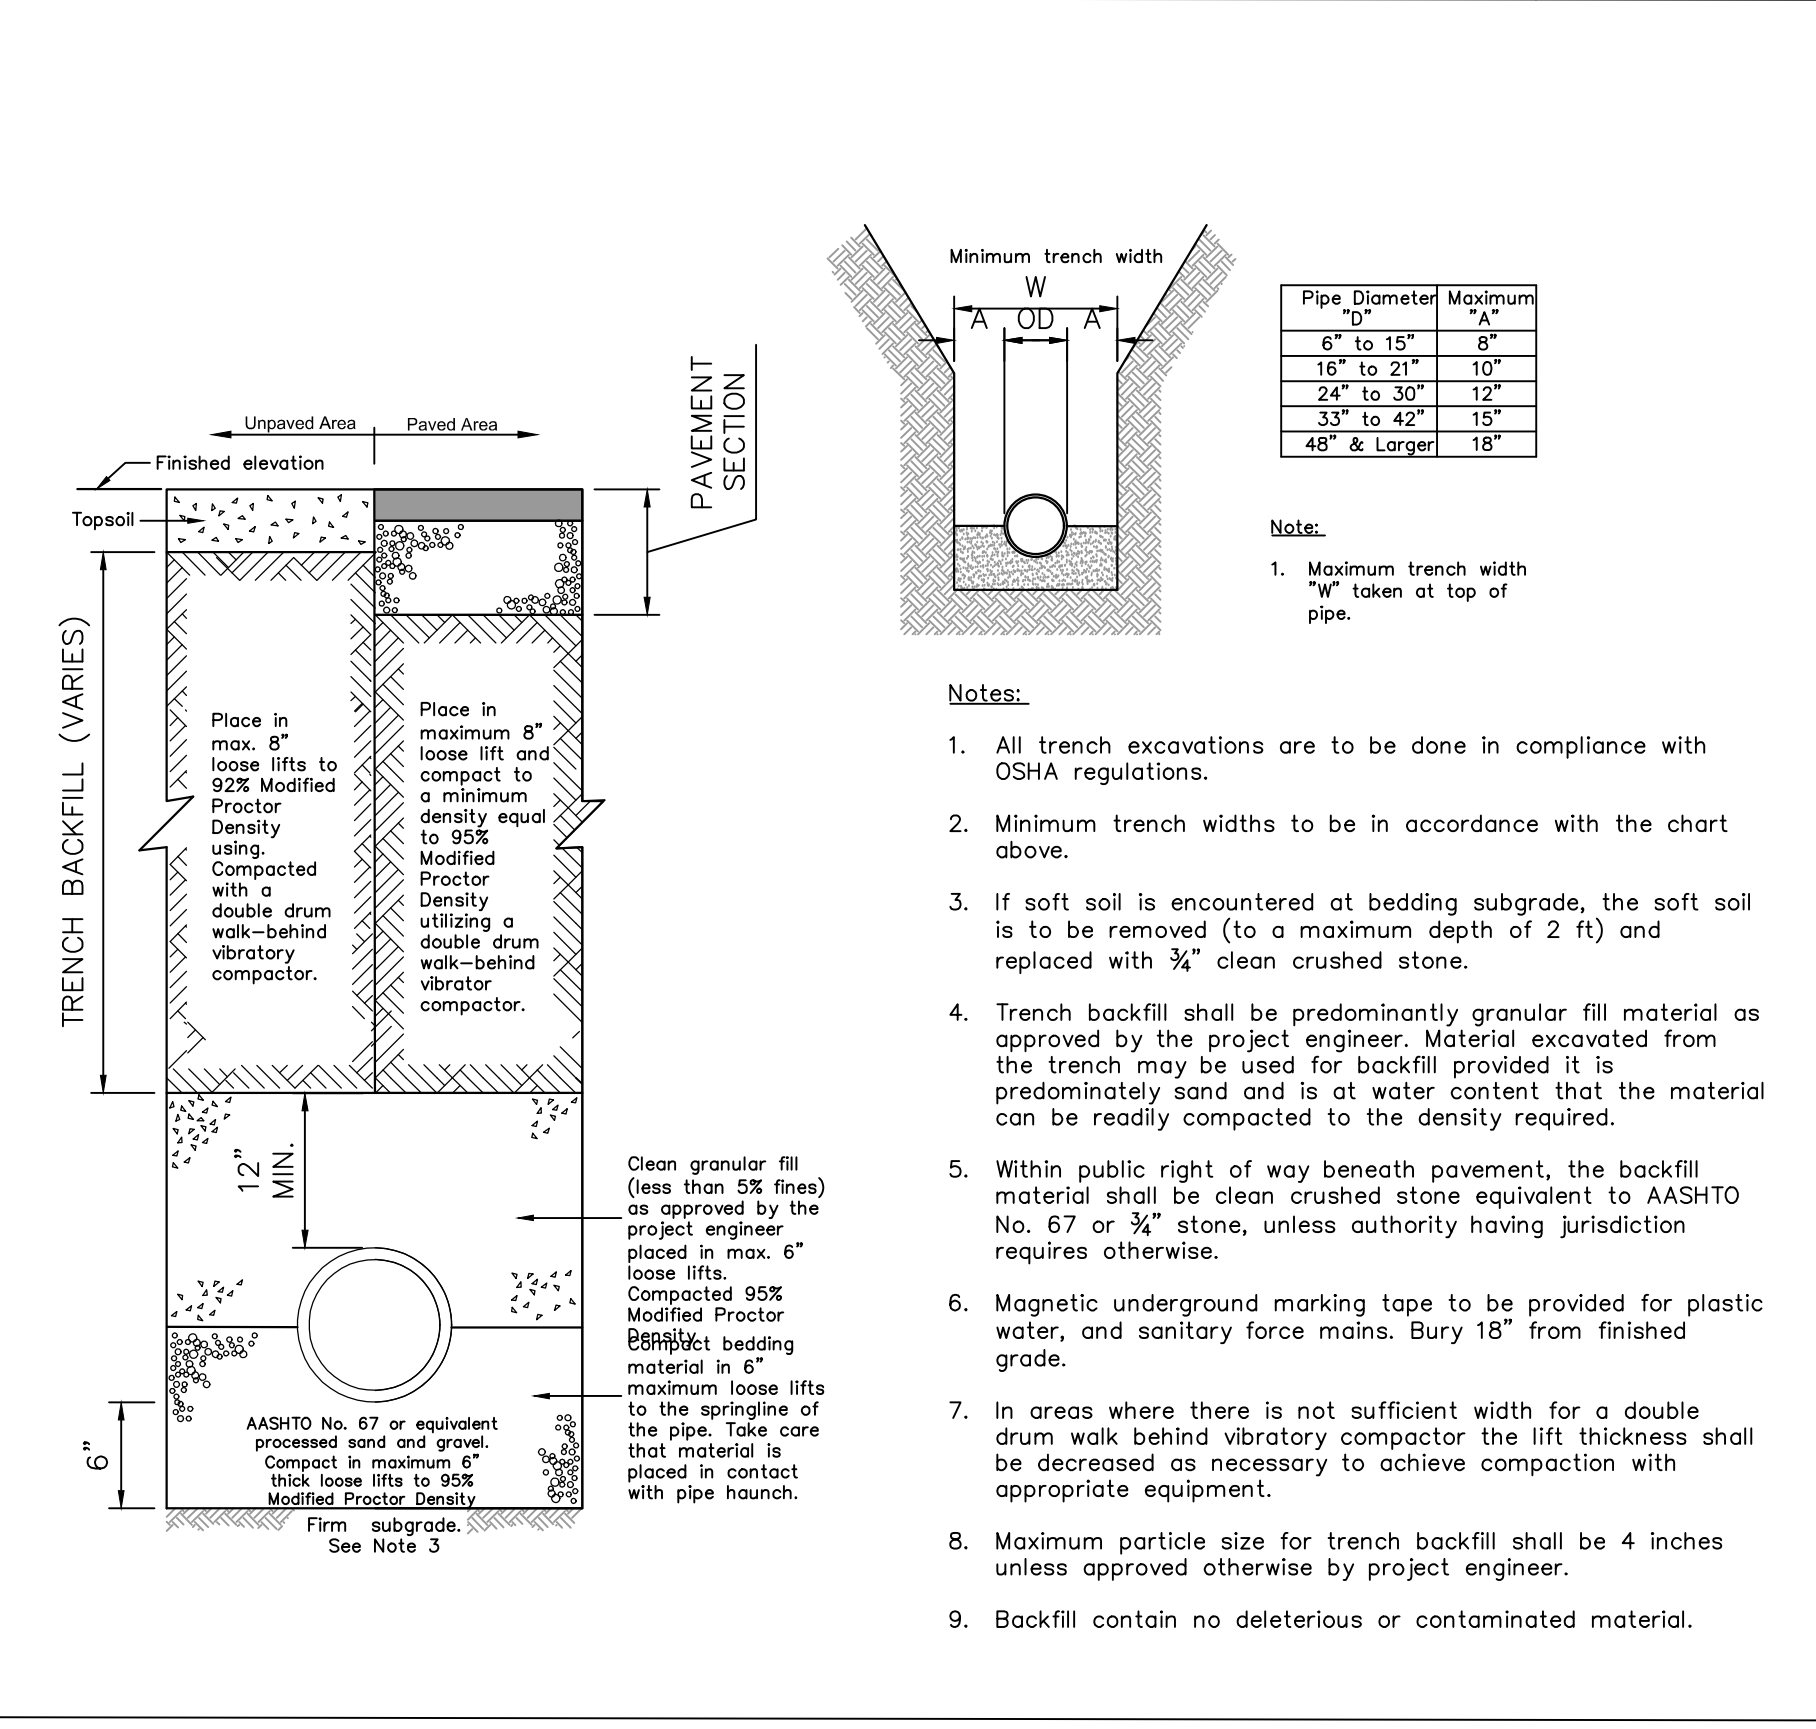 Unpaved Area
Paved Area
Finished elevation
Topsoil
PAVEMENT
SECTION
TRENCH BACKFILL (VARIES)
Place in
max. 8”
loose lifts to
92% Modified
Proctor
Density
using.
Compacted
with a
double drum
walk–behind
vibratory
compactor.
Place in
maximum 8”
loose lift and
compact to
a minimum
density equal
to 95%
Modified
Proctor
Density
utilizing a
double drum
walk–behind
vibrator
compactor.
12”
MIN.
Clean granular fill
(less than 5% fines)
as approved by the
project engineer
placed in max. 6”
loose lifts.
Compacted 95%
Modified Proctor
Density.
Compact bedding
material in 6”
maximum loose lifts
to the springline of
the pipe. Take care
that material is
placed in contact
with pipe haunch.
6”
AASHTO No. 67 or equivalent
processed sand and gravel.
Compact in maximum 6”
thick loose lifts to 95%
Modified Proctor Density
Firm subgrade.
See Note 3
Minimum trench width
W
A OD A
Pipe Diameter Maximum
”D” ”A”
6” to 15” 8”
16” to 21” 10”
24” to 30” 12”
33” to 42” 15”
48” & Larger 18”
Note:
1. Maximum trench width
”W” taken at top of
pipe.
Notes:
1. All trench excavations are to be done in compliance with
OSHA regulations.
2. Minimum trench widths to be in accordance with the chart
above.
3. If soft soil is encountered at bedding subgrade, the soft soil
is to be removed (to a maximum depth of 2 ft) and
replaced with ¾” clean crushed stone.
4. Trench backfill shall be predominantly granular fill material as
approved by the project engineer. Material excavated from
the trench may be used for backfill provided it is
predominately sand and is at water content that the material
can be readily compacted to the density required.
5. Within public right of way beneath pavement, the backfill
material shall be clean crushed stone equivalent to AASHTO
No. 67 or ¾” stone, unless authority having jurisdiction
requires otherwise.
6. Magnetic underground marking tape to be provided for plastic
water, and sanitary force mains. Bury 18” from finished
grade.
7. In areas where there is not sufficient width for a double
drum walk behind vibratory compactor the lift thickness shall
be decreased as necessary to achieve compaction with
appropriate equipment.
8. Maximum particle size for trench backfill shall be 4 inches
unless approved otherwise by project engineer.
9. Backfill contain no deleterious or contaminated material.